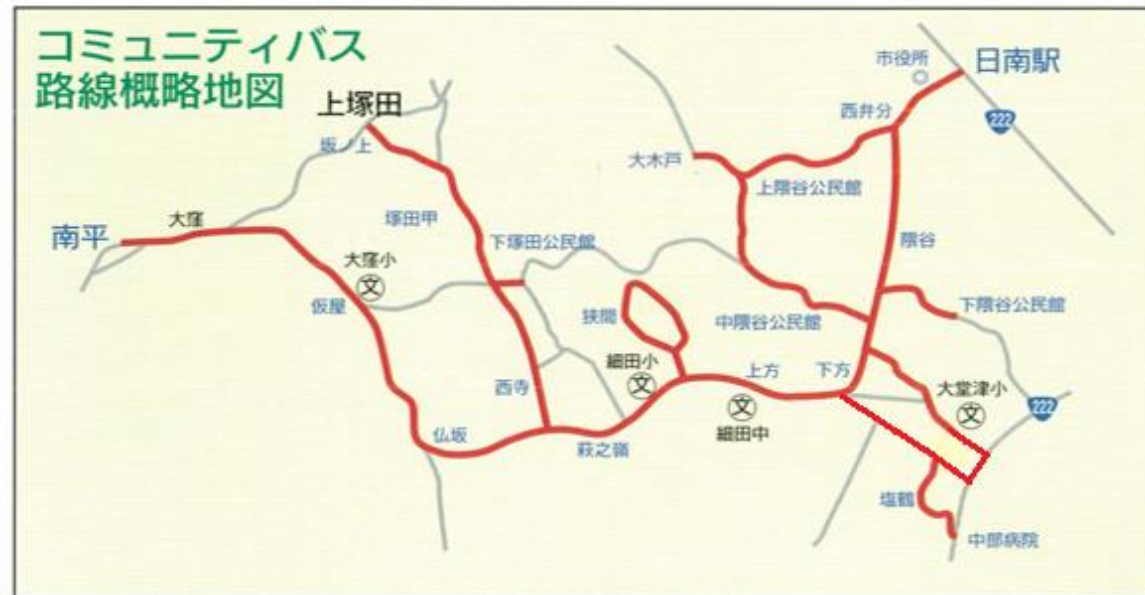 コミュニティバス
路線概略地図
上塚田
坂ノ上
大窪
南平
塚田甲
大窪小
文
仮屋
下塚田公民館
狭間
細田小
文
西寺
仏坂
萩之嶺
上方
文
細田中
下方
中隈谷公民館
大木戸
上隈谷公民館
西弁分
市役所
日南駅
222
隈谷
下隈谷公民館
大堂津小
文
222
塩鶴
中部病院